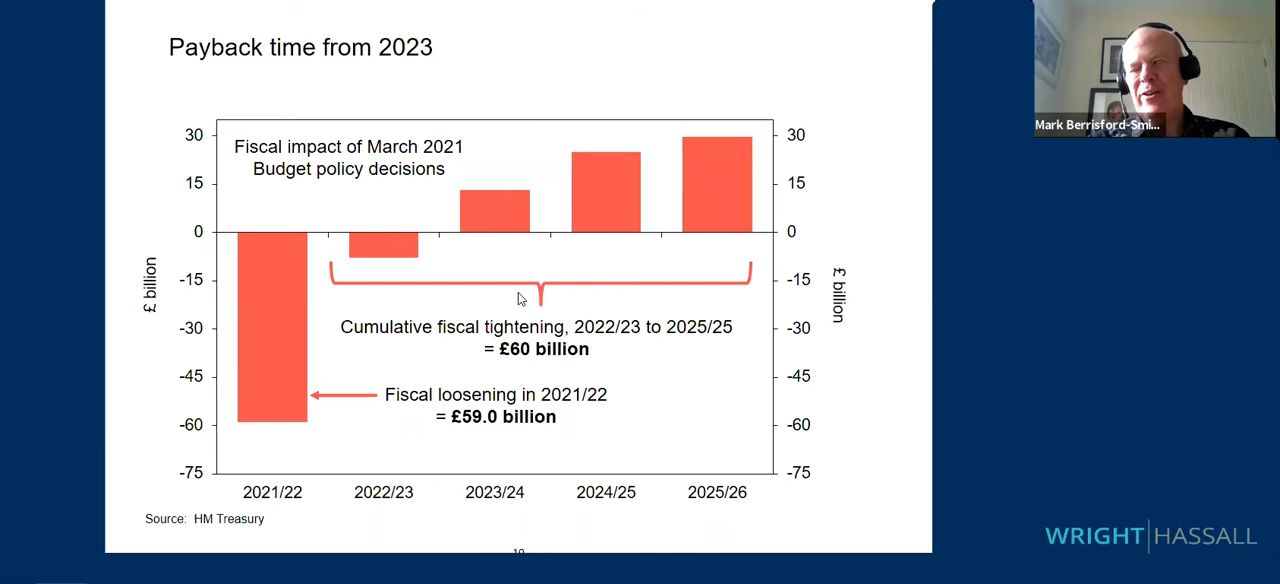 Payback time from 2023
Mark Berrisford-Smi...
Fiscal impact of March 2021
Budget policy decisions
30
15
0
-15
-30
-45
-60
-75
£ billion
30
15
0
-15
-30
-45
-60
-75
£ billion
Cumulative fiscal tightening, 2022/23 to 2025/25
= £60 billion
Fiscal loosening in 2021/22
= £59.0 billion
2021/22 2022/23 2023/24 2024/25 2025/26
Source: HM Treasury
WRIGHT HASSALL